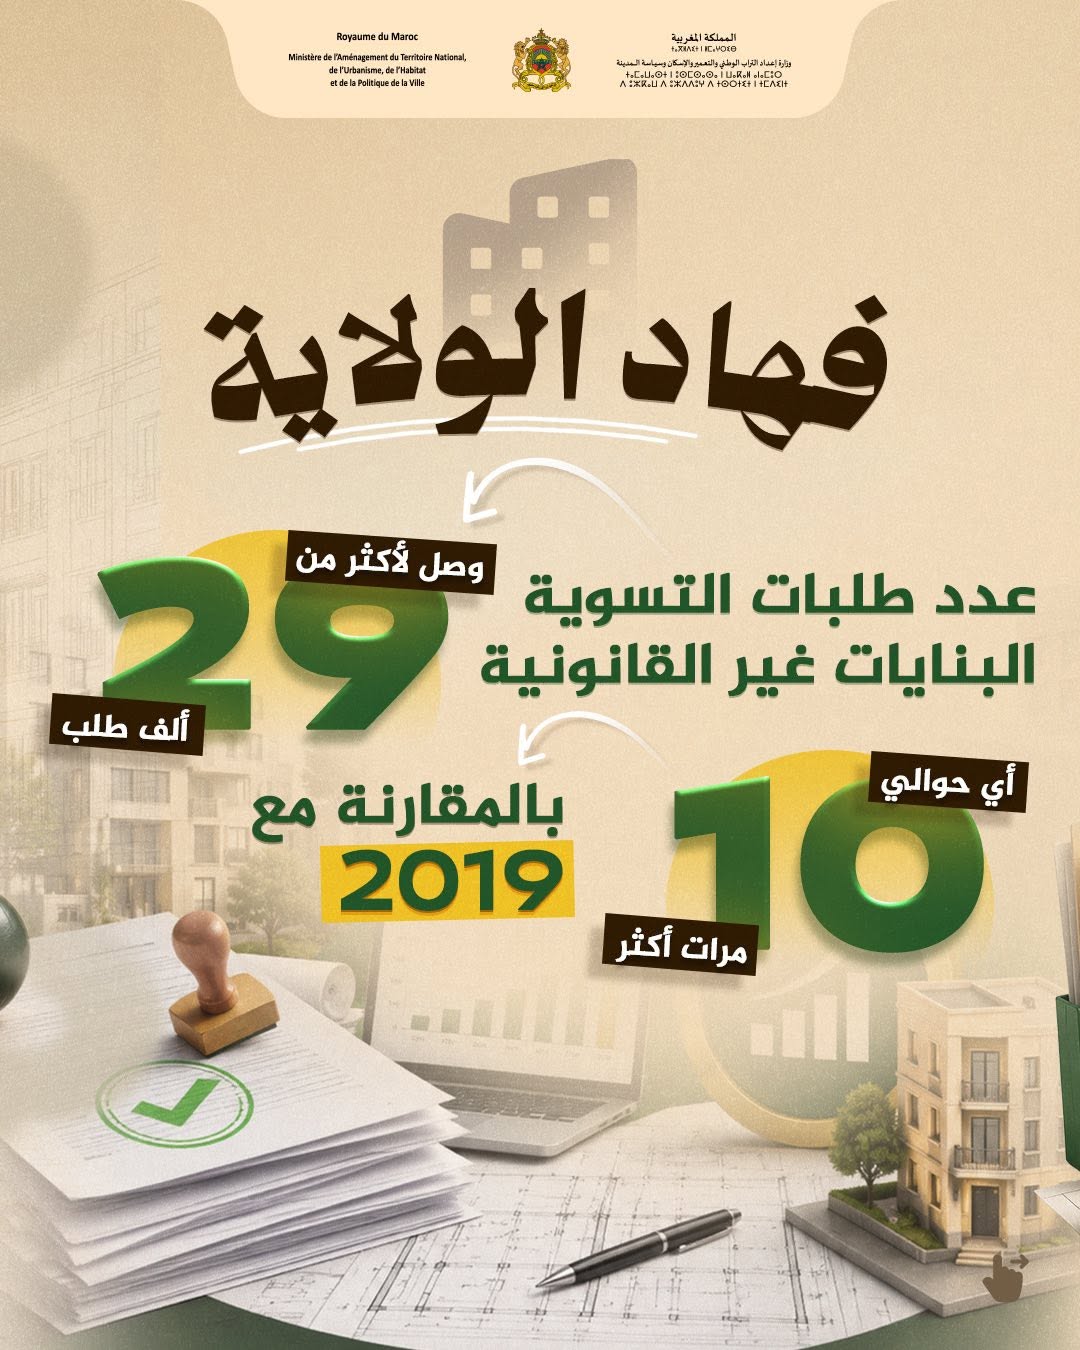 Royaume du Maroc
Ministère de l'Aménagement du Territoire National,
de l'Urbanisme, de l'Habitat
et de la Politique de la Ville
المملكة المغربية
ⵜⴰⴳⵍⴷⵉⵜ ⵏ ⵍⵎⵖⵔⵉⴱ
وزارة إعداد التراب الوطني والتعمير والإسكان وسياسة المدينة
فهاد الولاية
عدد طلبات التسوية
البنايات غير القانونية
وصل لأكثر من
29
ألف طلب
أي حوالي
10
مرات أكثر
بالمقارنة مع
2019